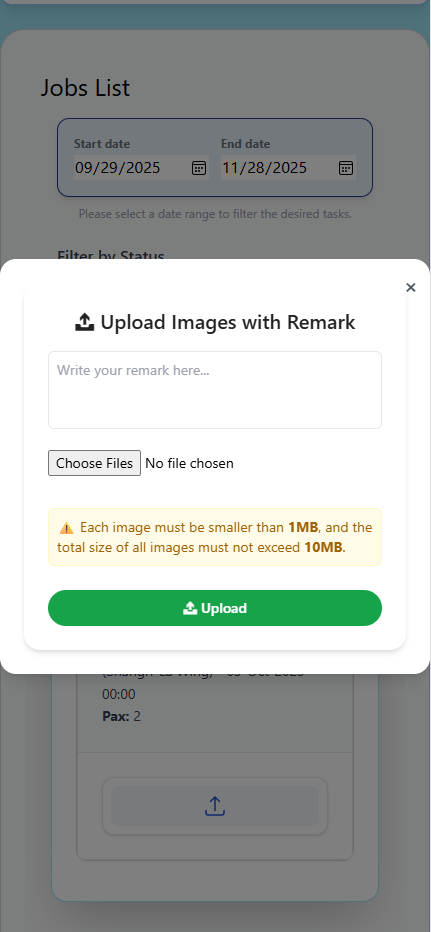 Jobs List
Start date
End date
09/29/2025
11/28/2025
Please select a date range to filter the desired tasks.
Filter by Status
×
Upload Images with Remark
Write your remark here...
Choose Files No file chosen
⚠️ Each image must be smaller than 1MB, and the
total size of all images must not exceed 10MB.
Upload
00:00
Pax: 2